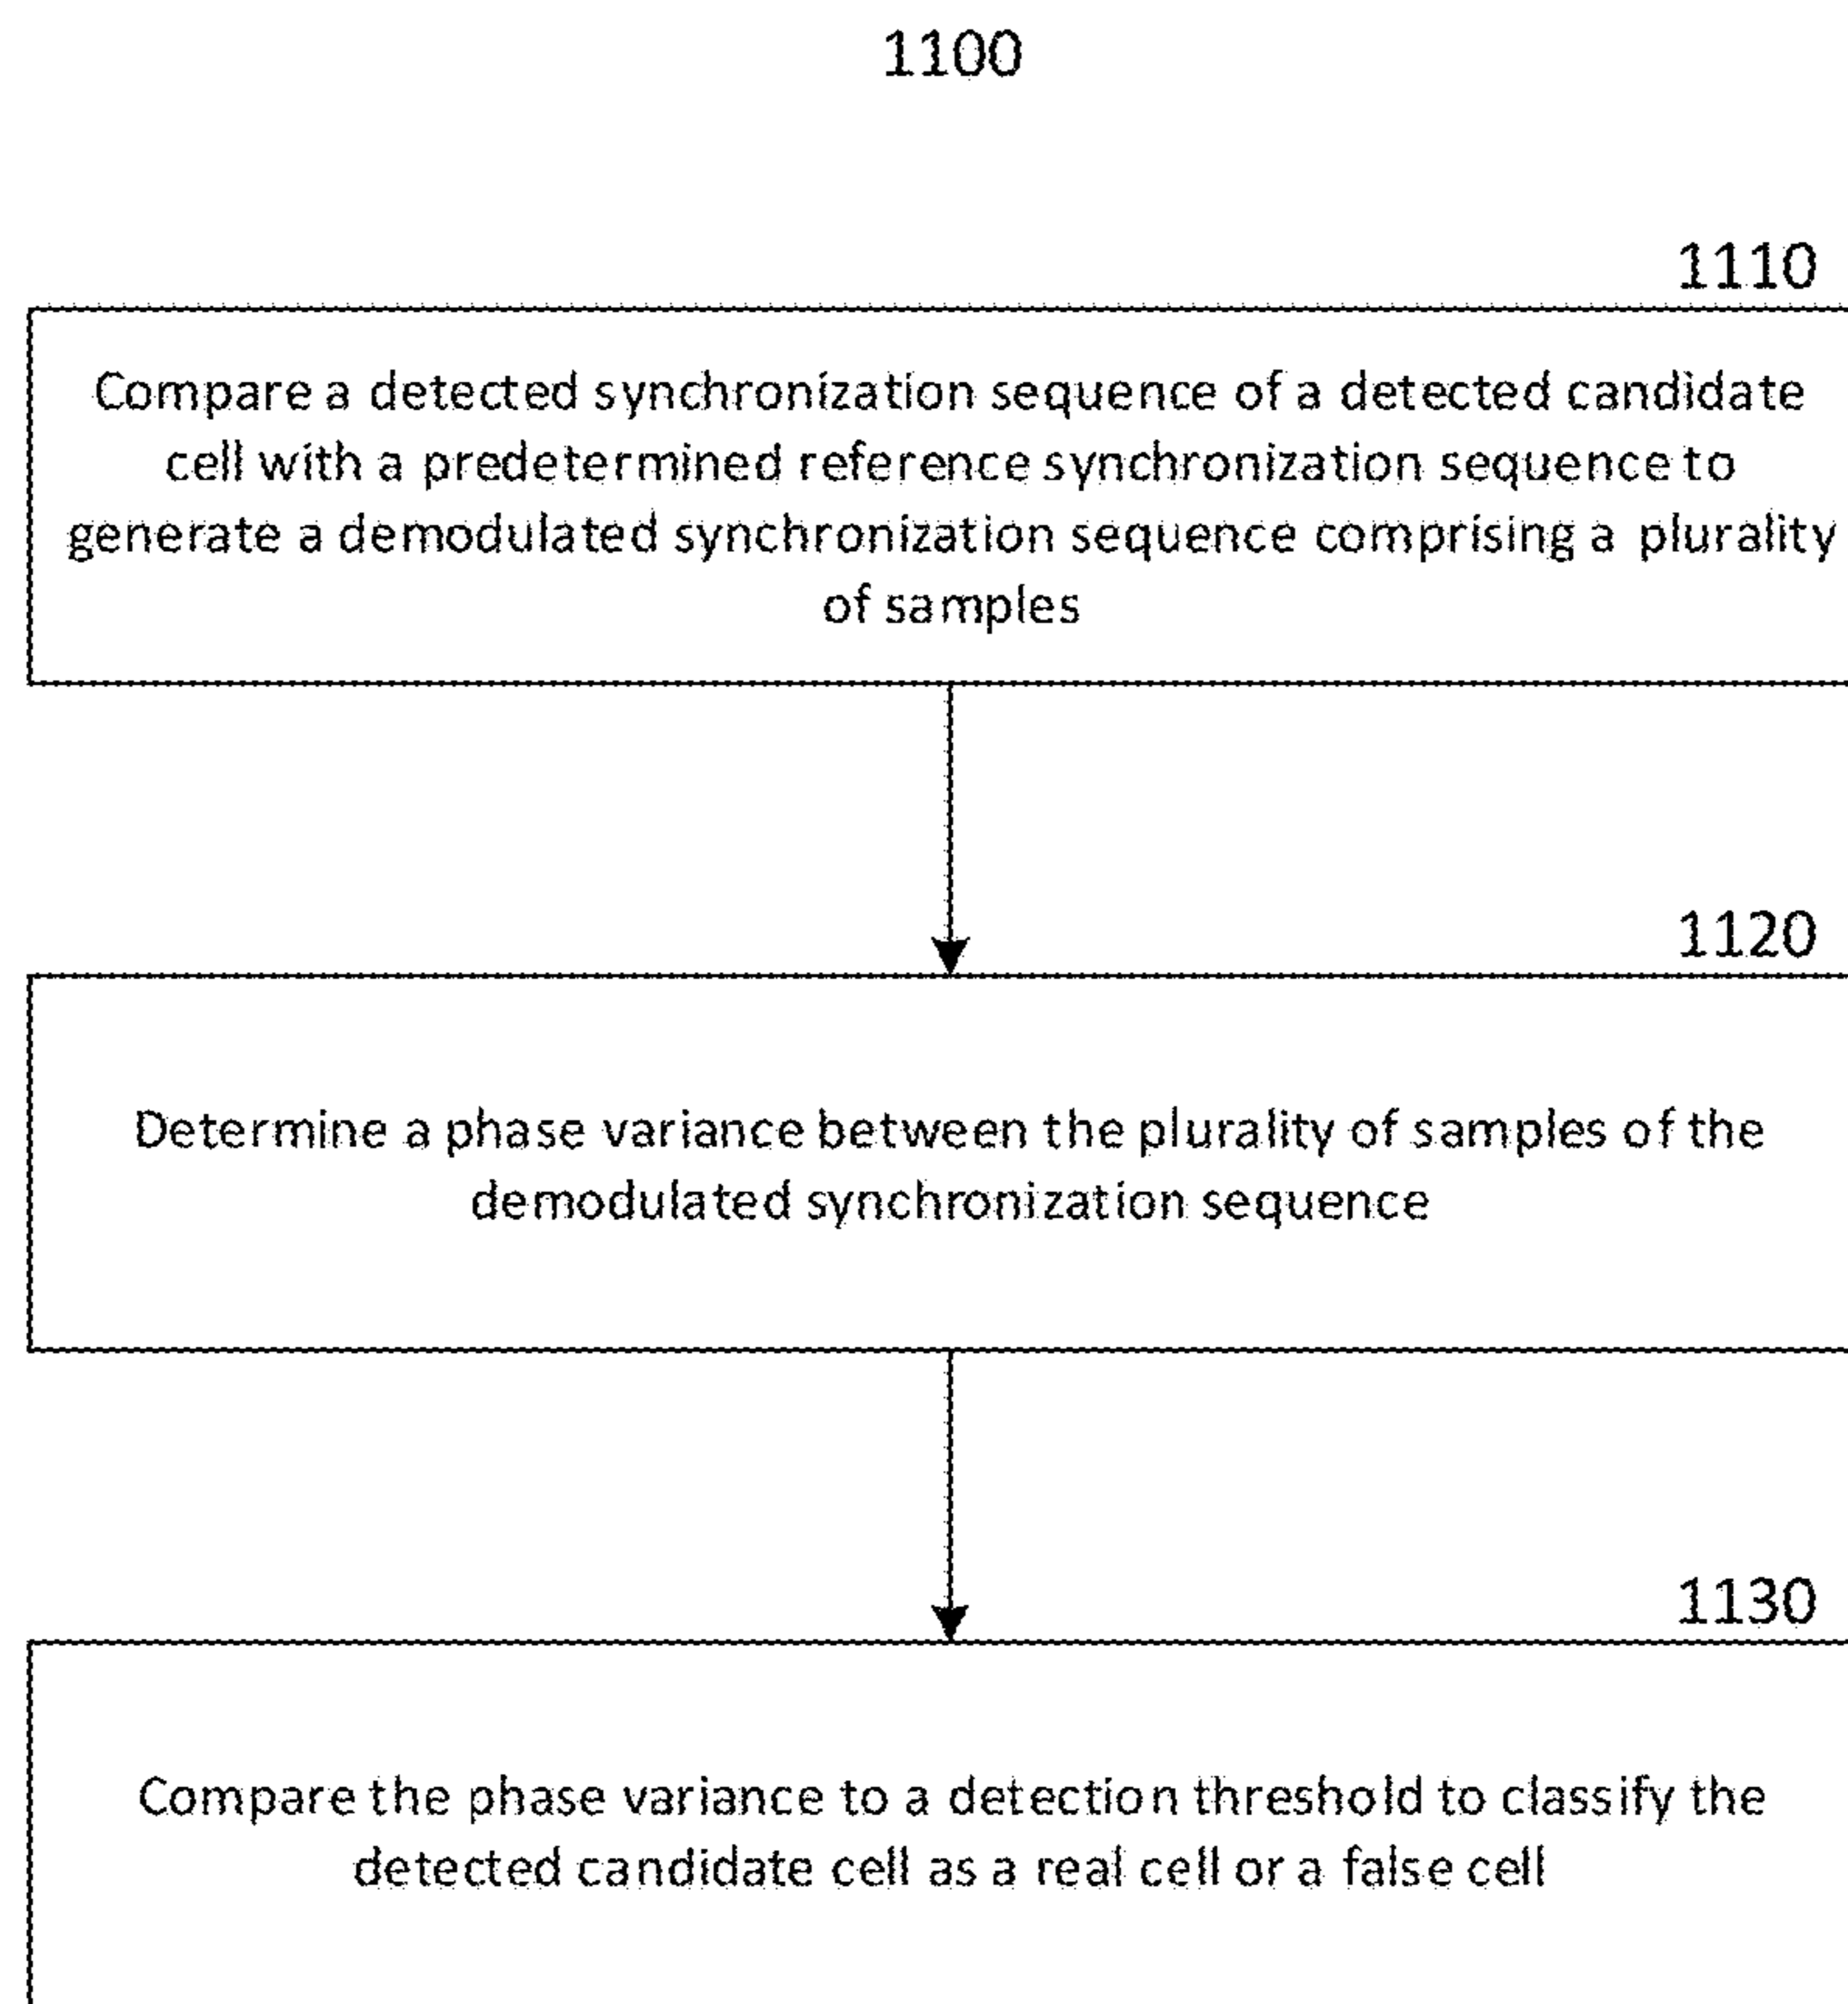 1100
1110
Compare a detected synchronization sequence of a detected candidate
cell with a predetermined reference synchronization sequence to
generate a demodulated synchronization sequence comprising a plurality
of samples
1120
Determine a phase variance between the plurality of samples of the
demodulated synchronization sequence
1130
Compare the phase variance to a detection threshold to classify the
detected candidate cell as a real cell or a false cell